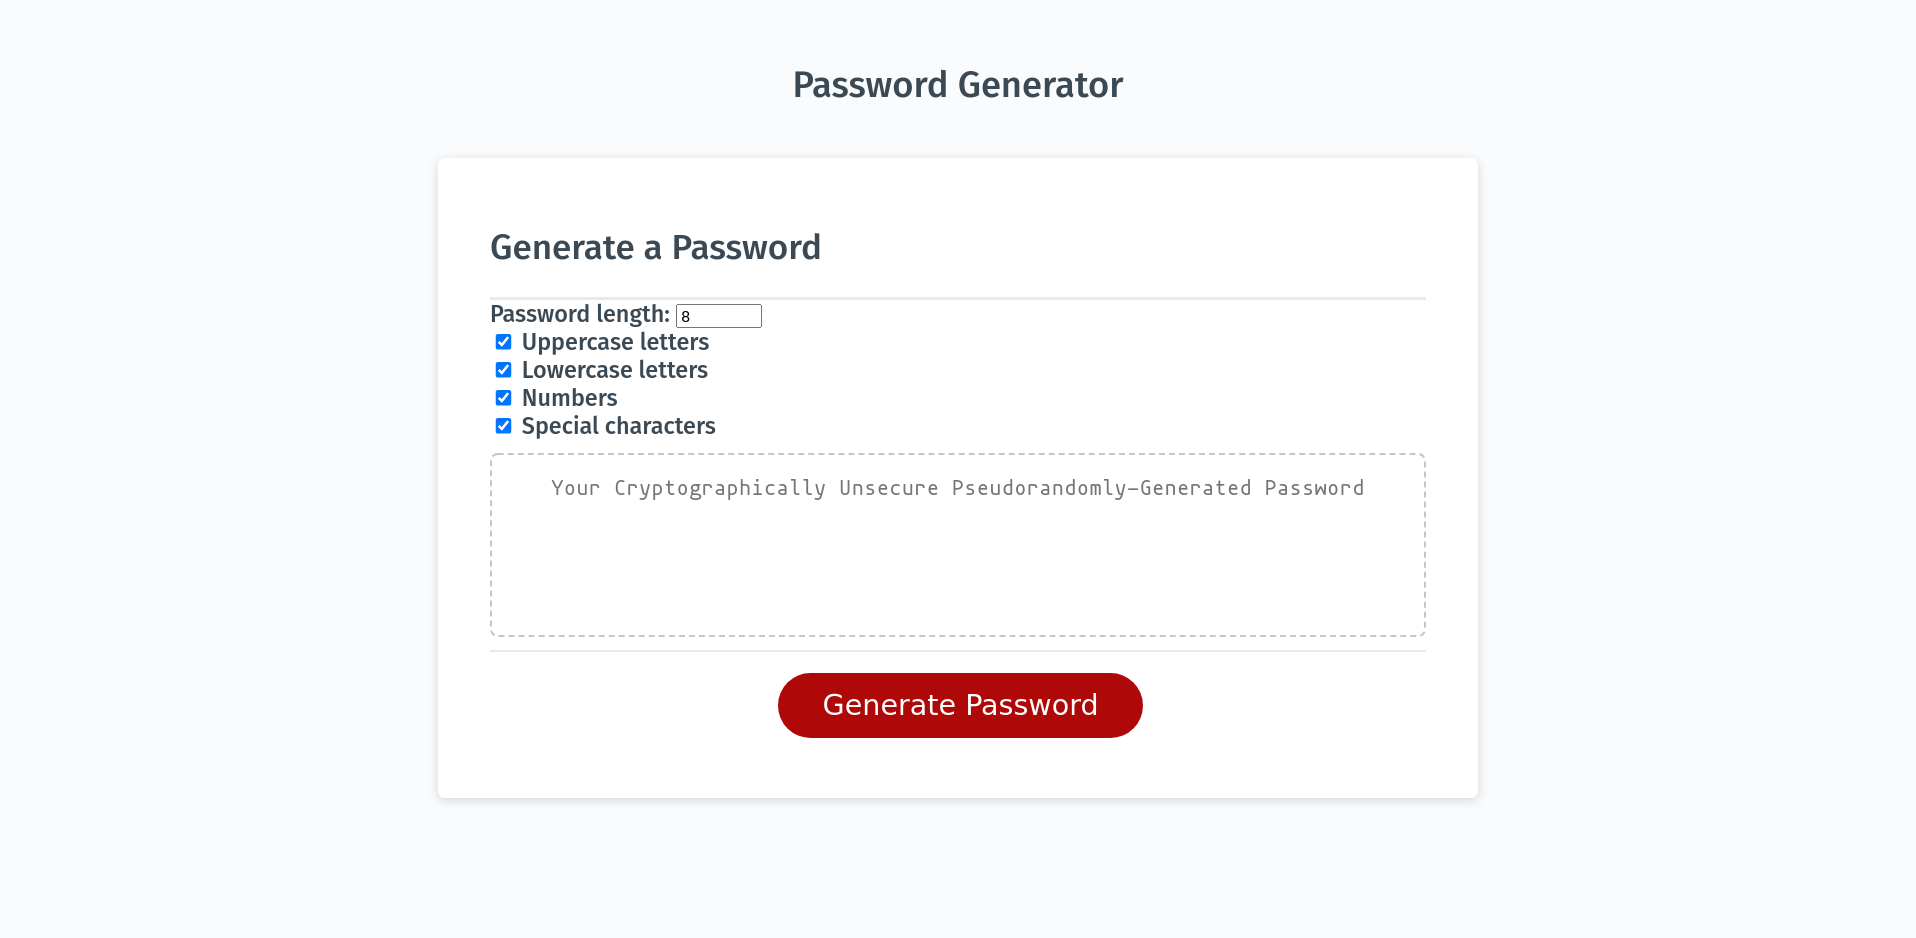 Password Generator
Generate a Password
Password length: 8
Uppercase letters
Lowercase letters
Numbers
Special characters
Your Cryptographically Unsecure Pseudorandomly-Generated Password
Generate Password